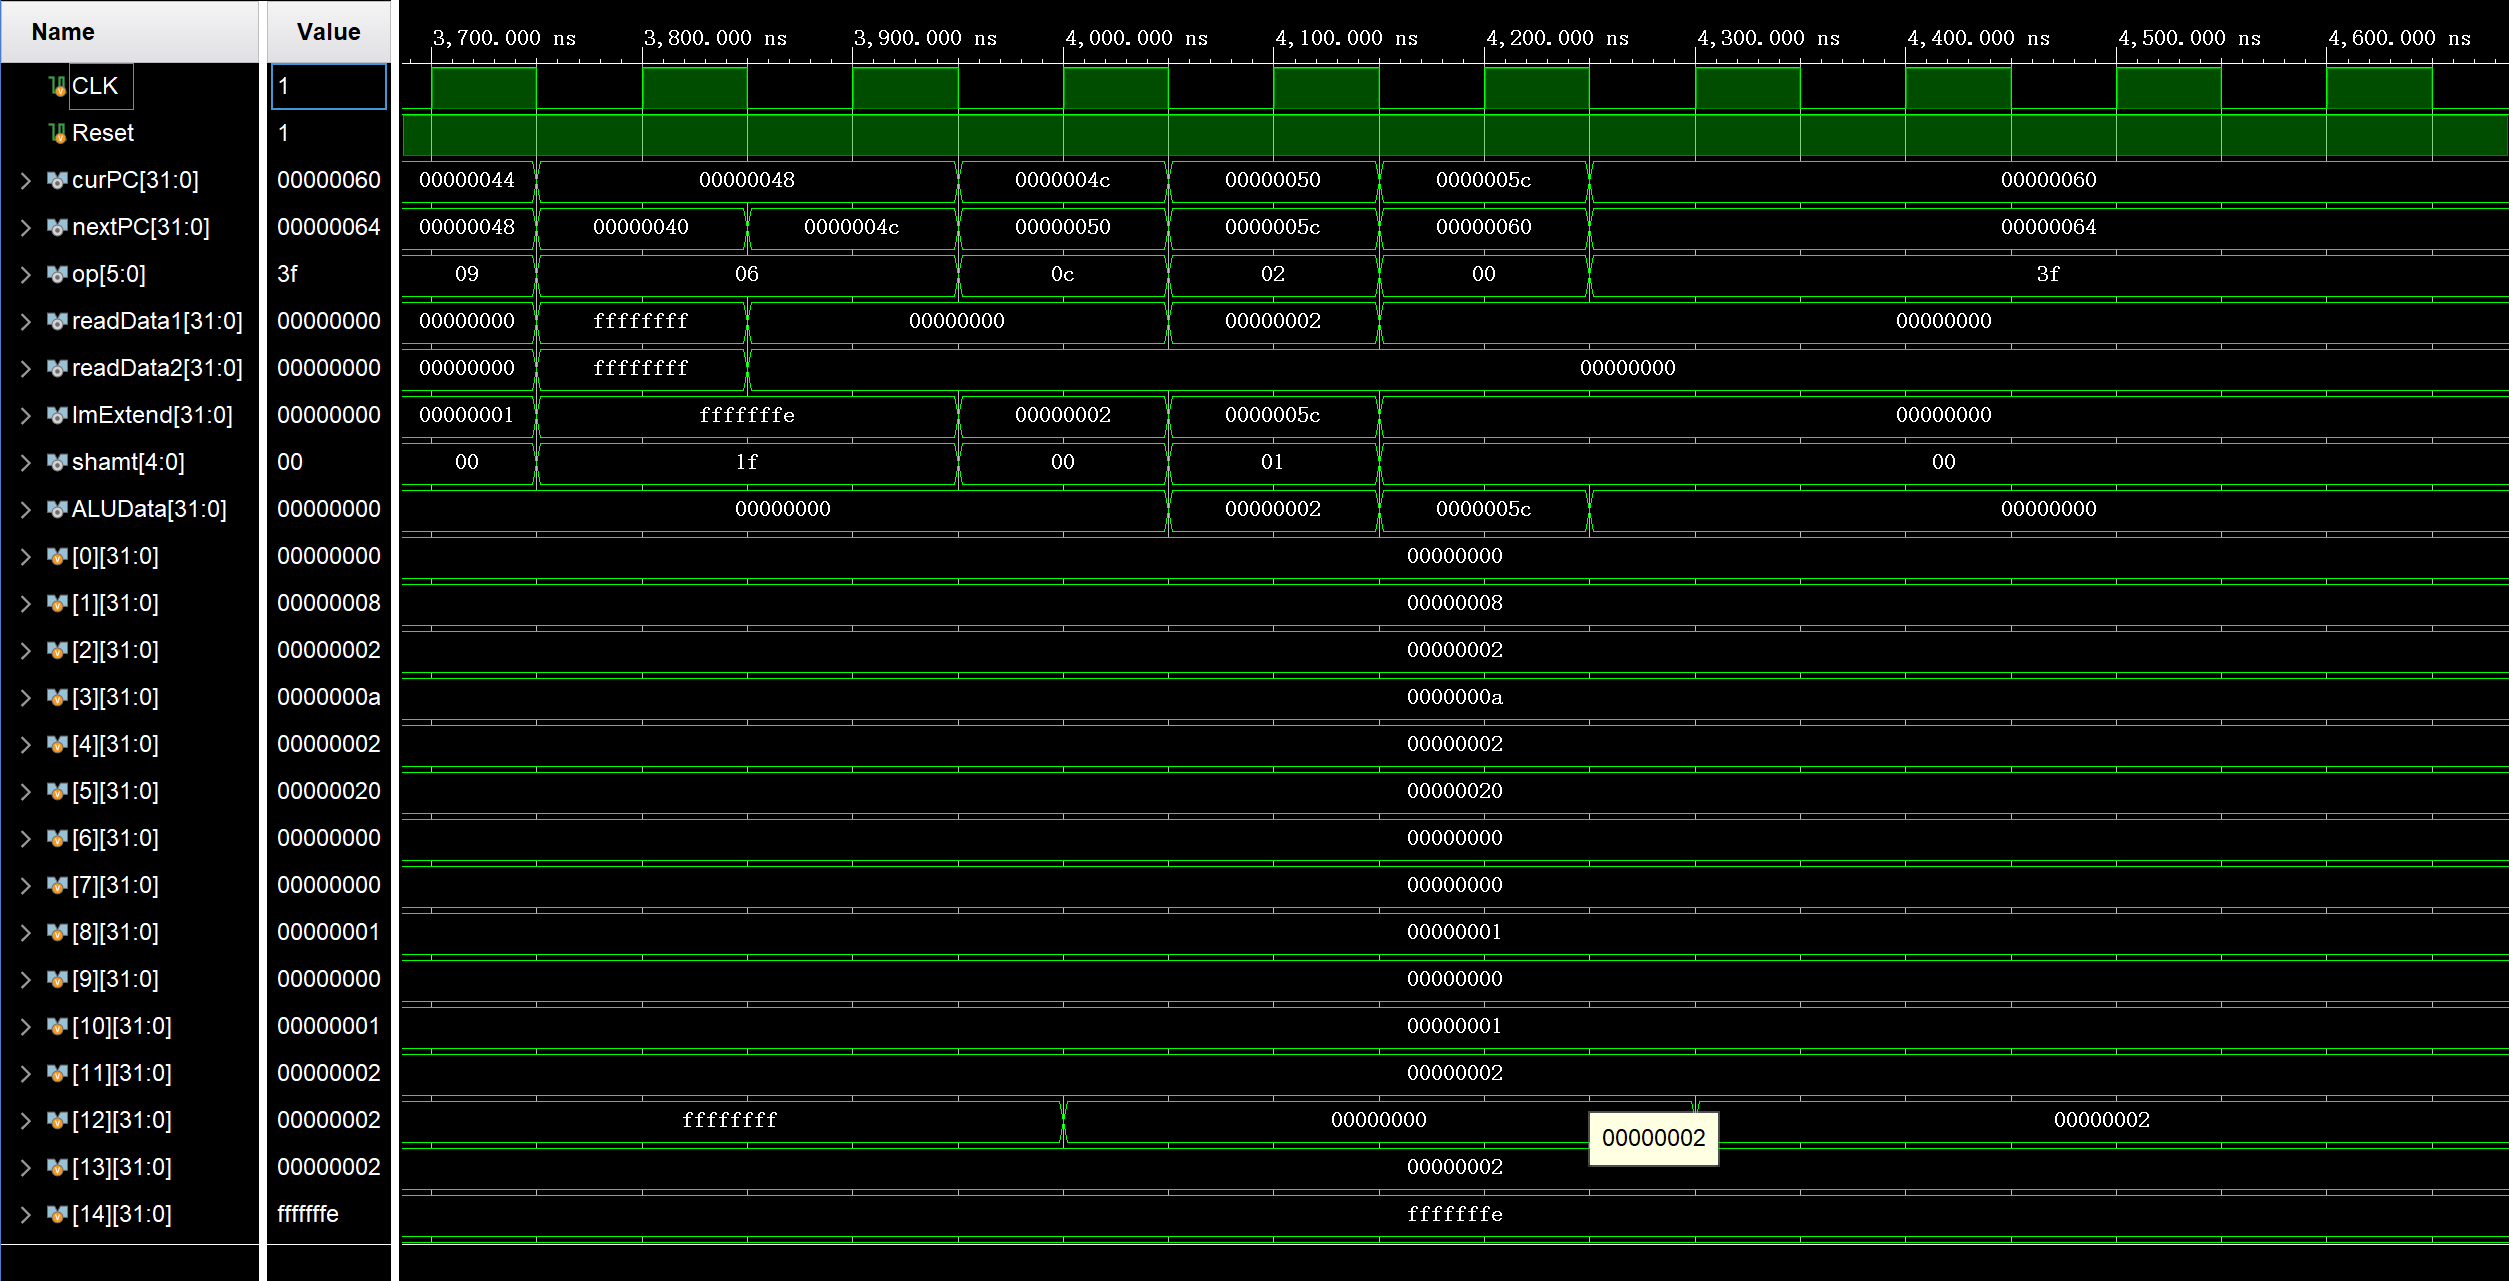 Name Value 3,700.000 ns 3,800.000 ns 3,900.000 ns 4,000.000 ns 4,100.000 ns 4,200.000 ns 4,300.000 ns 4,400.000 ns 4,500.000 ns 4,600.000 ns
CLK 1
Reset 1
curPC[31:0] 00000060 00000044 00000048 0000004c 00000050 0000005c 00000060
nextPC[31:0] 00000064 00000048 00000040 0000004c 00000050 0000005c 00000060 00000064
op[5:0] 3f 09 06 0c 02 00 3f
readData1[31:0] 00000000 00000000 ffffffff 00000000 00000002 00000000
readData2[31:0] 00000000 00000000 ffffffff 00000000
ImExtend[31:0] 00000000 00000001 fffffffe 00000002 0000005c 00000000
shamt[4:0] 00 00 1f 00 01 00
ALUData[31:0] 00000000 00000000 00000002 0000005c 00000000
[0][31:0] 00000000 00000000
[1][31:0] 00000008 00000008
[2][31:0] 00000002 00000002
[3][31:0] 0000000a 0000000a
[4][31:0] 00000002 00000002
[5][31:0] 00000020 00000020
[6][31:0] 00000000 00000000
[7][31:0] 00000000 00000000
[8][31:0] 00000001 00000001
[9][31:0] 00000000 00000000
[10][31:0] 00000001 00000001
[11][31:0] 00000002 00000002
[12][31:0] 00000002 ffffffff 00000000 00000002
00000002
[13][31:0] 00000002 00000002
[14][31:0] fffffffe fffffffe